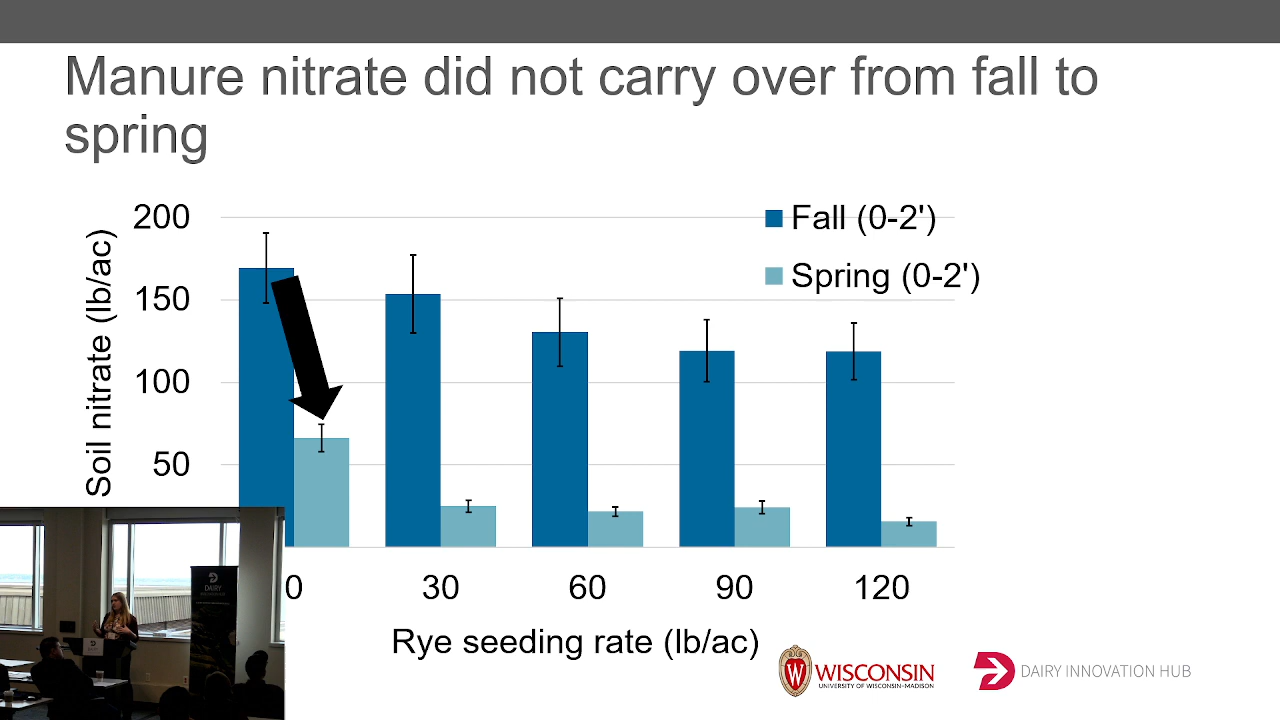 Manure nitrate did not carry over from fall to
spring
Soil nitrate (lb/ac)
200
150
100
50
Fall (0-2')
Spring (0-2')
0
30
60
90
120
Rye seeding rate (lb/ac)
WISCONSIN
UNIVERSITY OF WISCONSIN-MADISON
DAIRY INNOVATION HUB
DAIRY